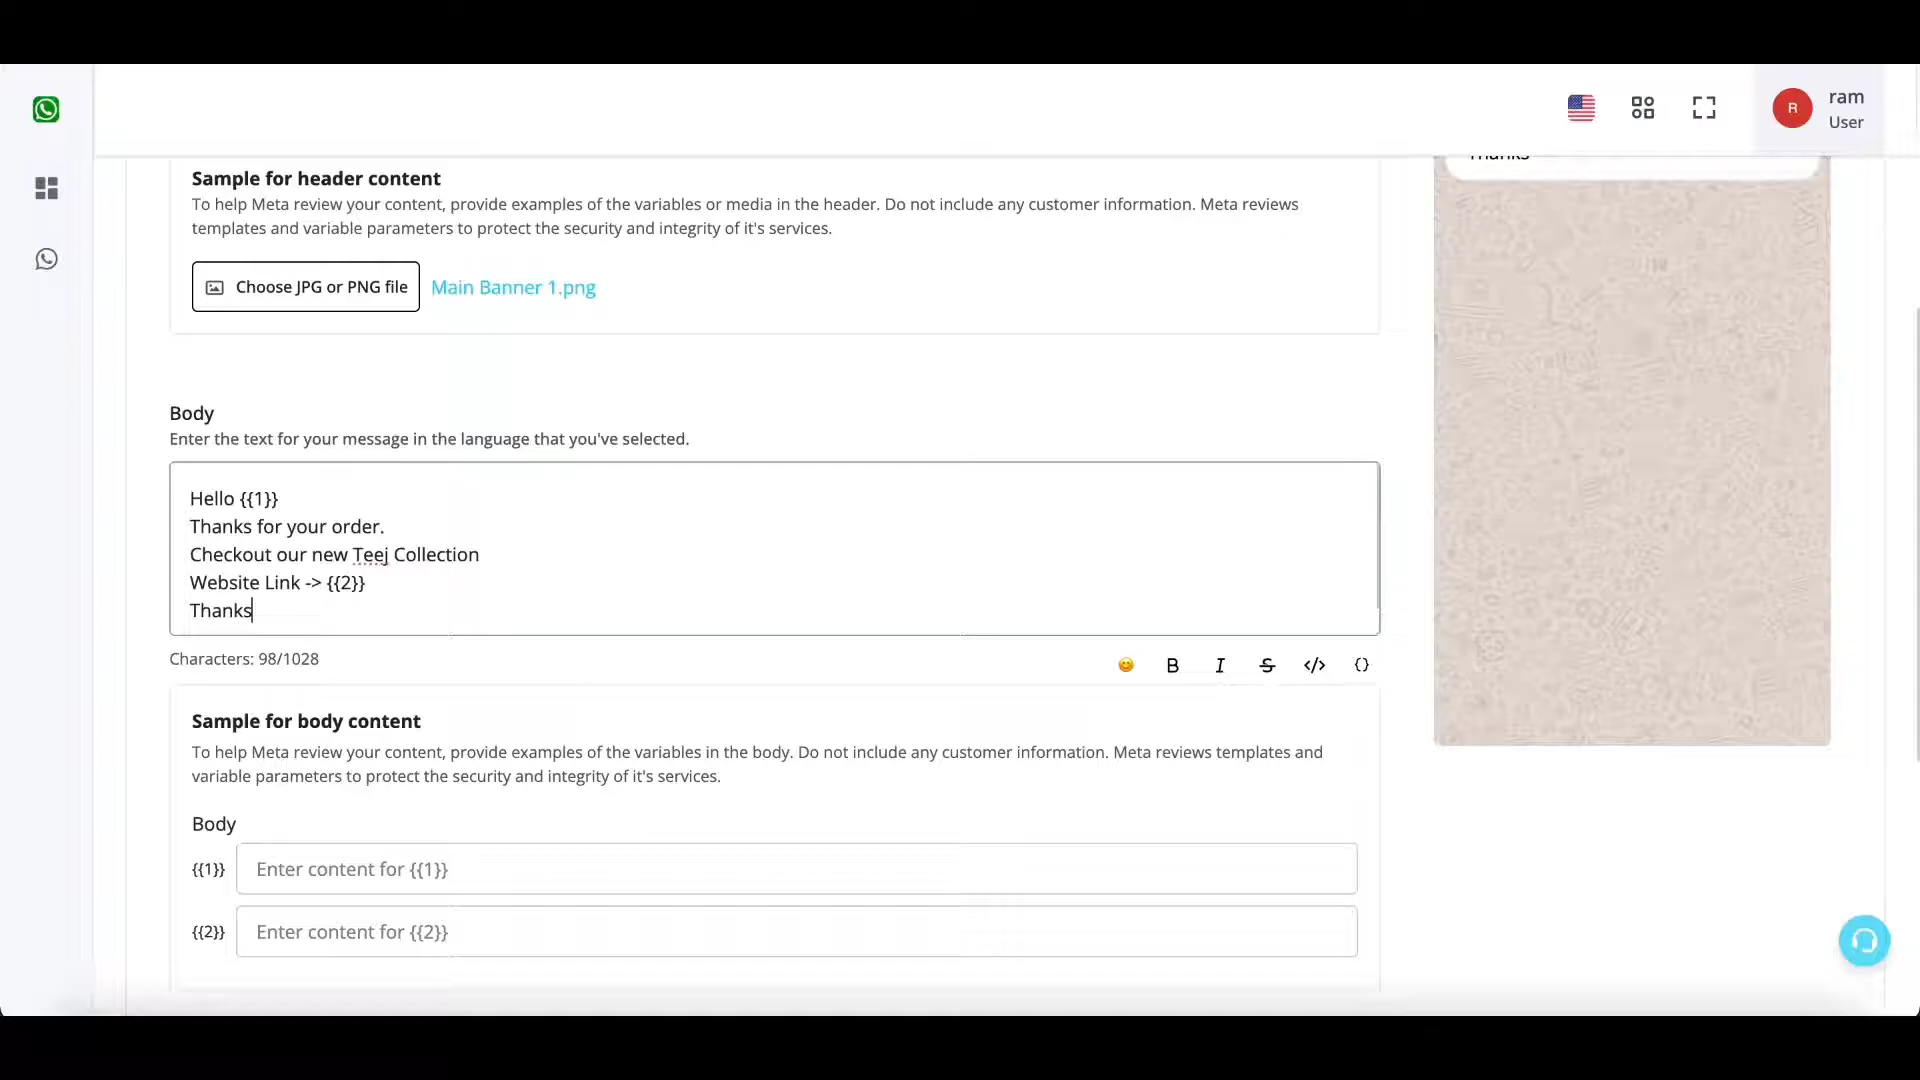 R
ram
User
Thanks
Sample for header content
To help Meta review your content, provide examples of the variables or media in the header. Do not include any customer information. Meta reviews
templates and variable parameters to protect the security and integrity of it's services.
Choose JPG or PNG file
Main Banner 1.png
Body
Enter the text for your message in the language that you've selected.
Hello {{1}}
Thanks for your order.
Checkout our new Teej Collection
Website Link -> {{2}}
Thanks
Characters: 98/1028
B I S </> {}
Sample for body content
To help Meta review your content, provide examples of the variables in the body. Do not include any customer information. Meta reviews templates and
variable parameters to protect the security and integrity of it's services.
Body
{{1}} Enter content for {{1}}
{{2}} Enter content for {{2}}